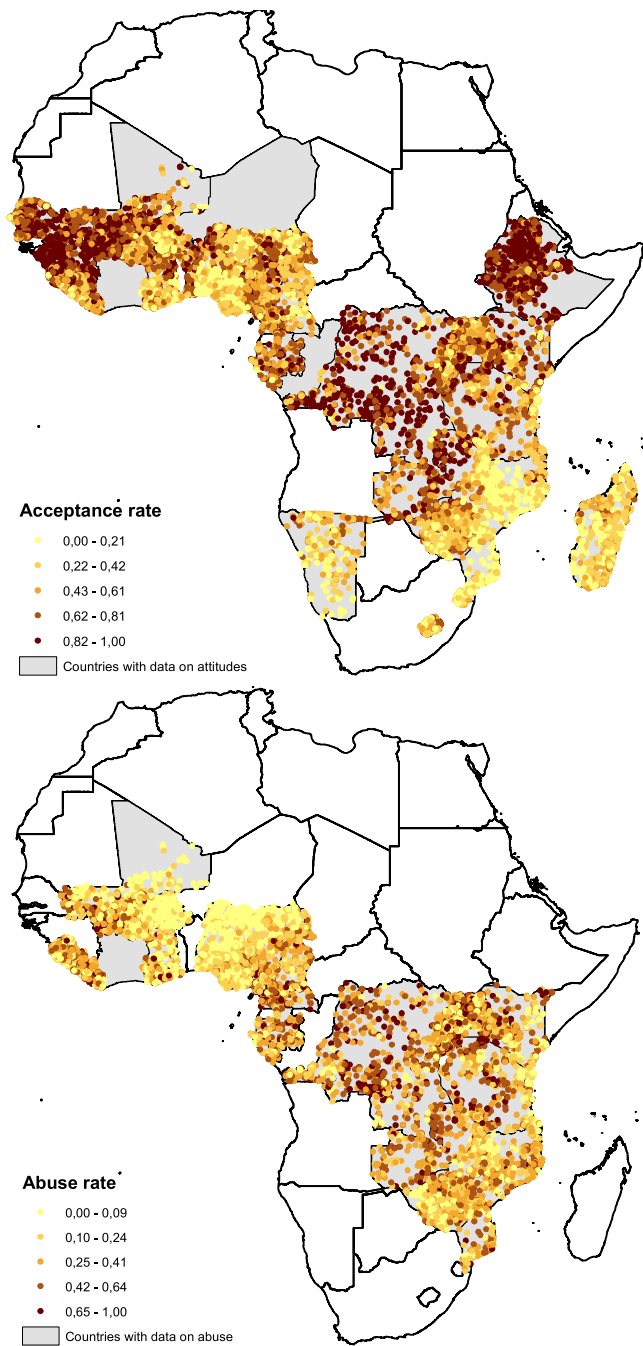 Acceptance rate
0,00 - 0,21
0,22 - 0,42
0,43 - 0,61
0,62 - 0,81
0,82 - 1,00
Countries with data on attitudes
Abuse rate
0,00 - 0,09
0,10 - 0,24
0,25 - 0,41
0,42 - 0,64
0,65 - 1,00
Countries with data on abuse